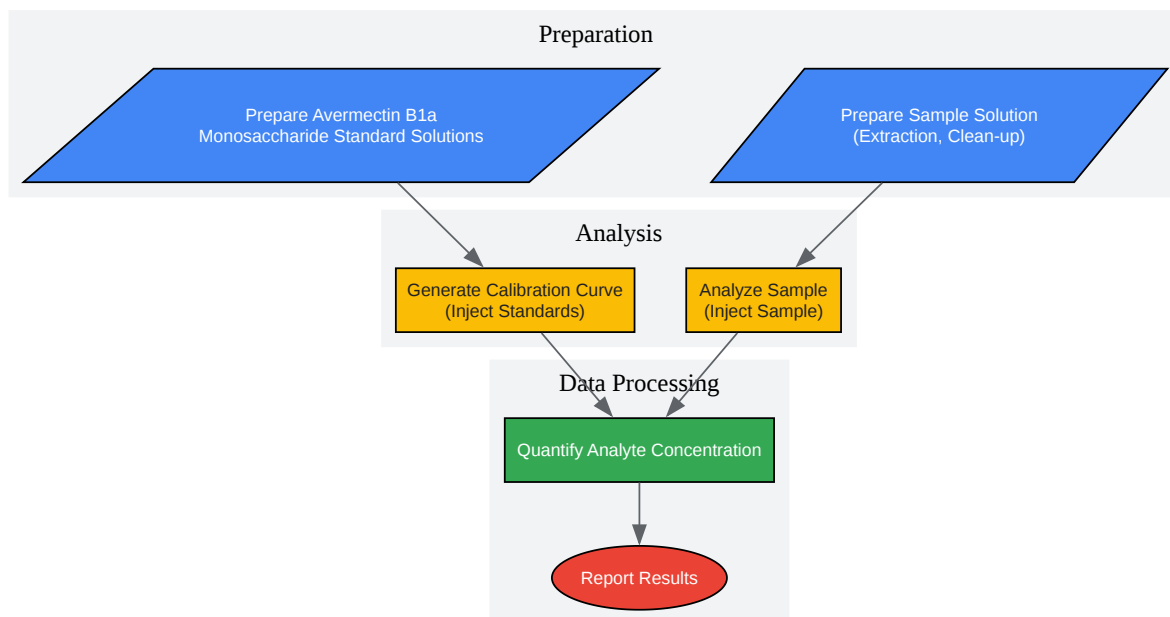 Preparation
Prepare Avermectin B1a
Monosaccharide Standard Solutions
Prepare Sample Solution
(Extraction, Clean-up)
Analysis
Generate Calibration Curve
(Inject Standards)
Analyze Sample
(Inject Sample)
Data Processing
Quantify Analyte Concentration
Report Results